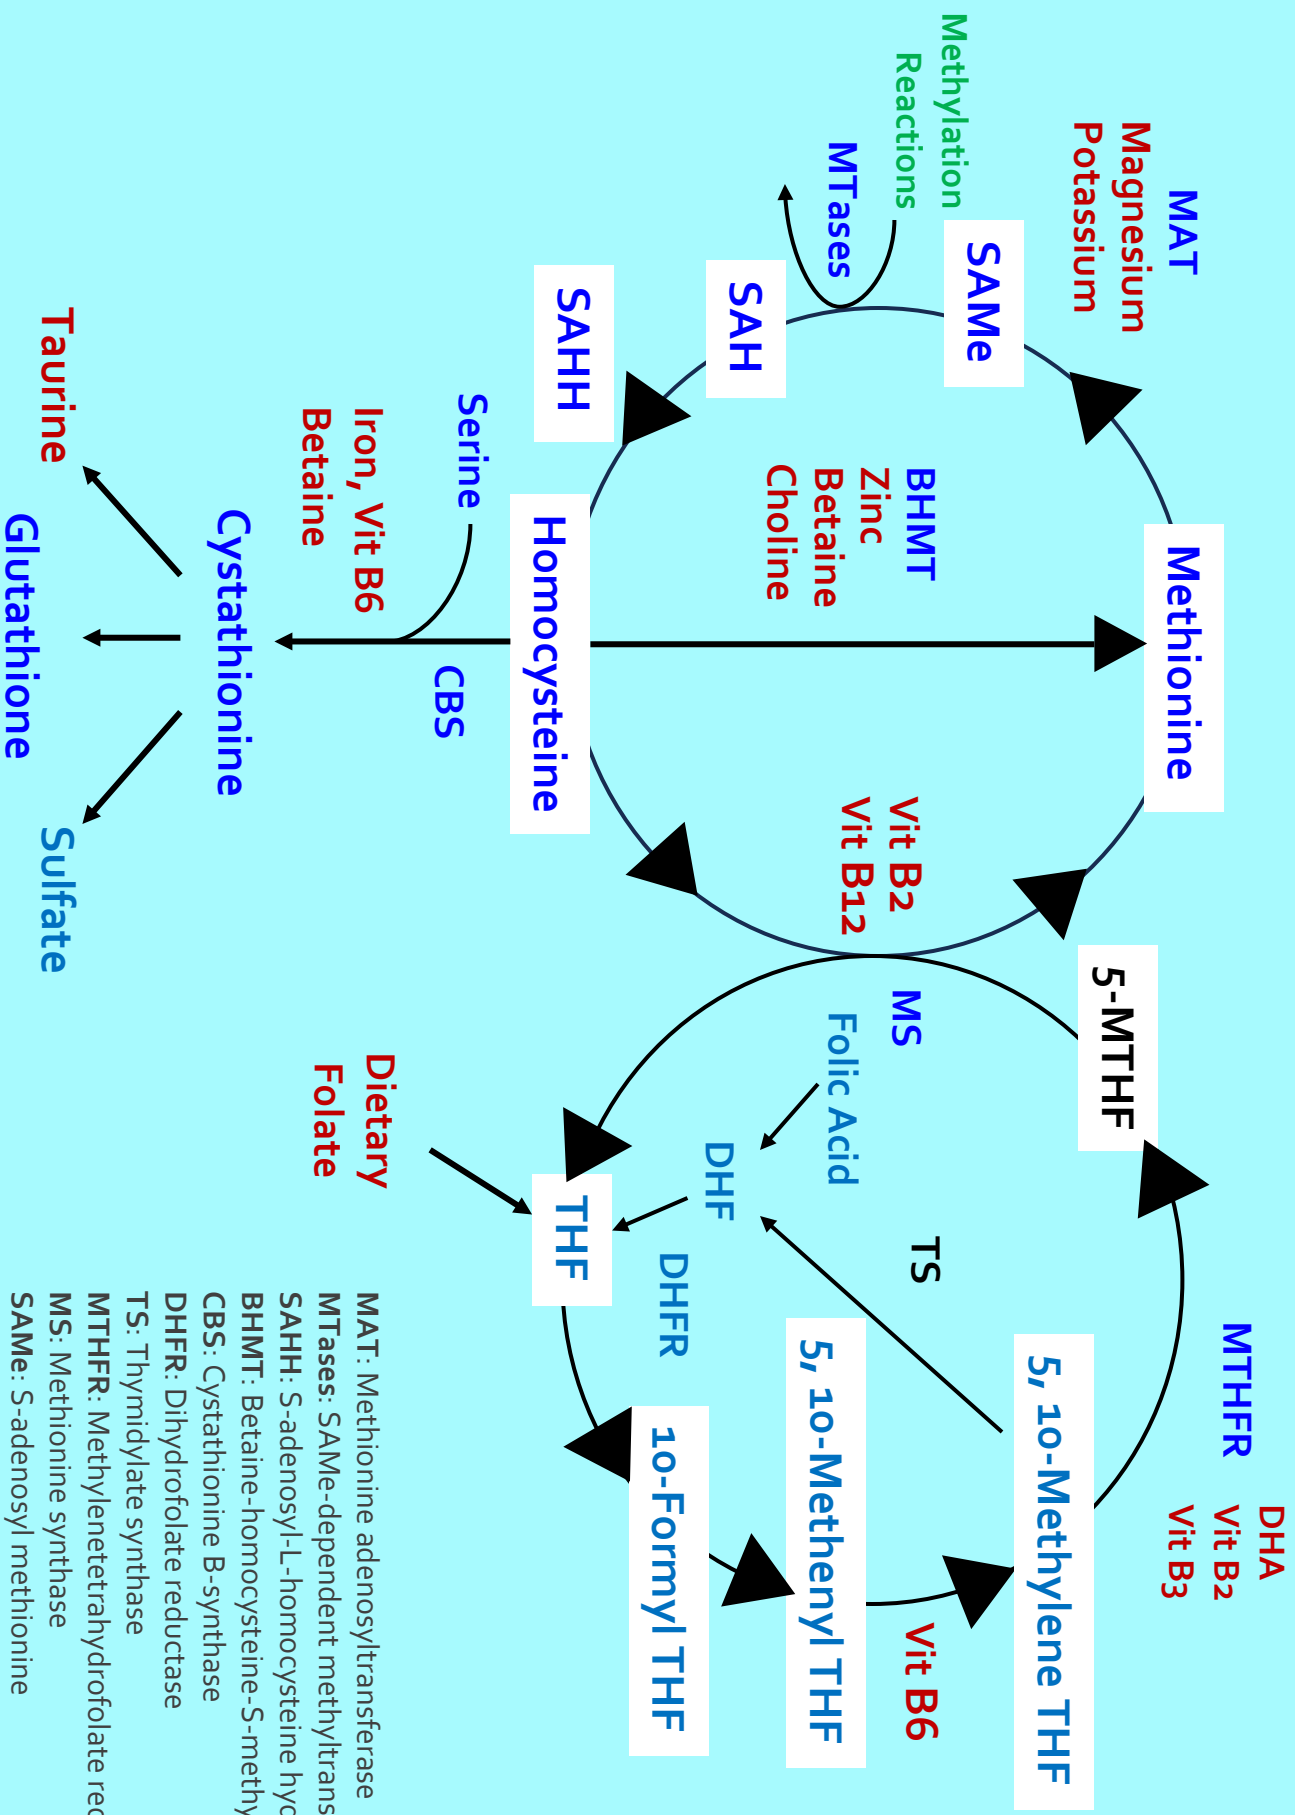 Methylation
Reactions
MAT
Magnesium
Potassium
MTases
SAMe
SAH
SAHH
Methionine
BHMT
Zinc
Betaine
Choline
Homocysteine
Serine
Iron, Vit B6
Betaine
CBS
Cystathionine
Taurine
Glutathione
Sulfate
Vit B2
Vit B12
MS
5-MTHF
Folic Acid
DHF
DHFR
THF
Dietary
Folate
TS
MTHFR
DHA
Vit B2
Vit B3
5, 10-Methylene THF
Vit B6
5, 10-Methenyl THF
10-Formyl THF
MAT: Methionine adenosyltransferase
MTases: SAMe-dependent methyltrans
SAHH: S-adenosyl-L-homocysteine hyd
BHMT: Betaine-homocysteine-S-methy
CBS: Cystathionine B-synthase
DHFR: Dihydrofolate reductase
TS: Thymidylate synthase
MTHFR: Methylenetetrahydrofolate red
MS: Methionine synthase
SAMe: S-adenosyl methionine